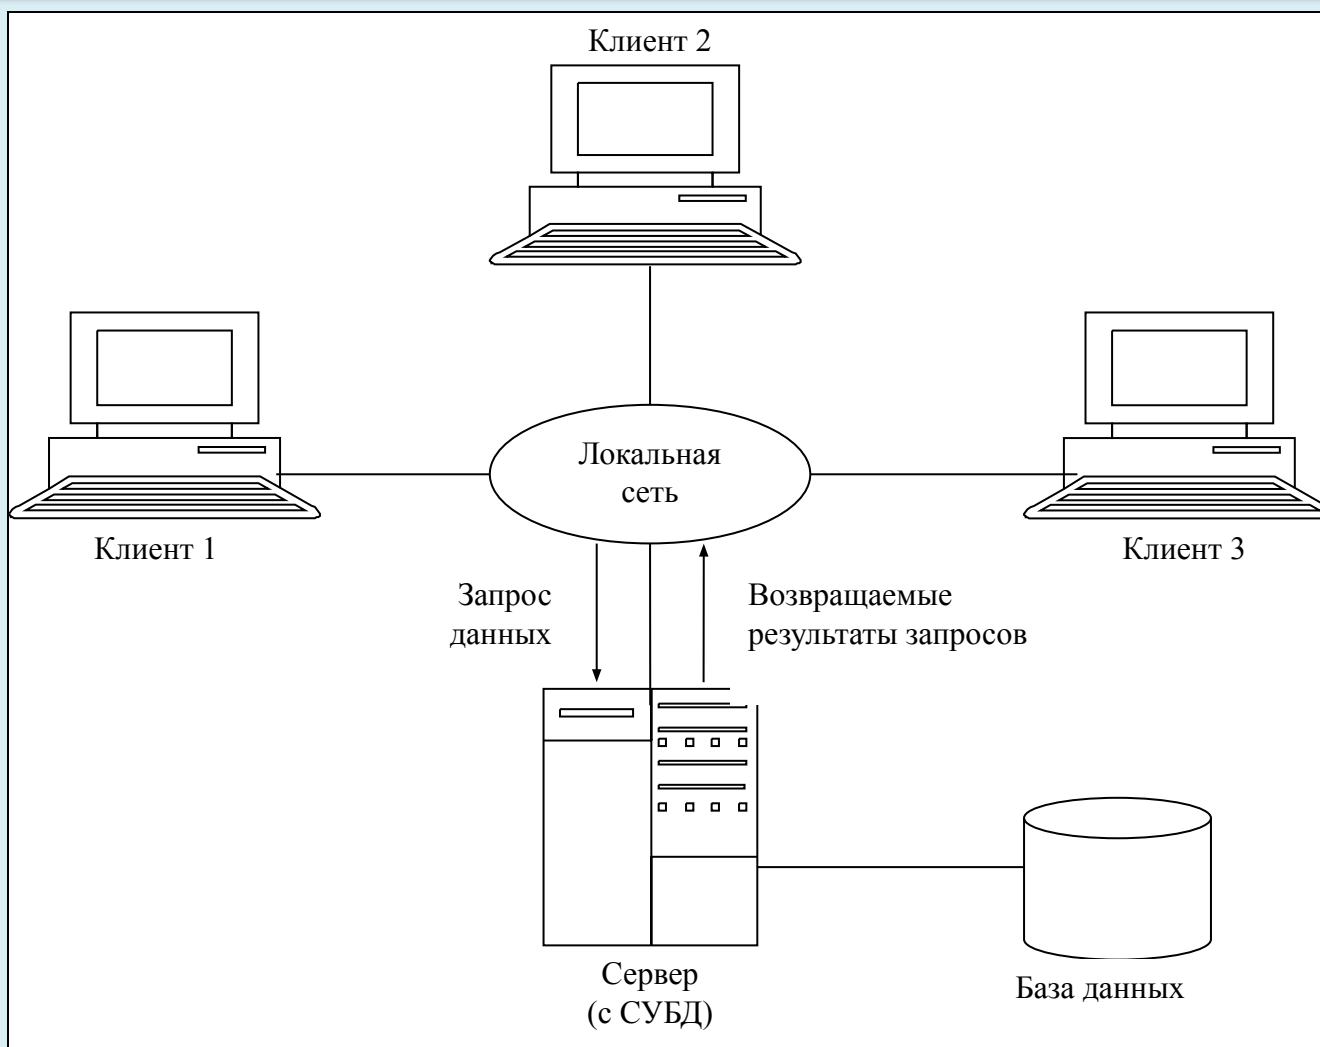 Клиент 2
Локальная
сеть
Клиент 1
Клиент 3
Запрос
данных
Возвращаемые
результаты запросов
Сервер
(с СУБД)
База данных